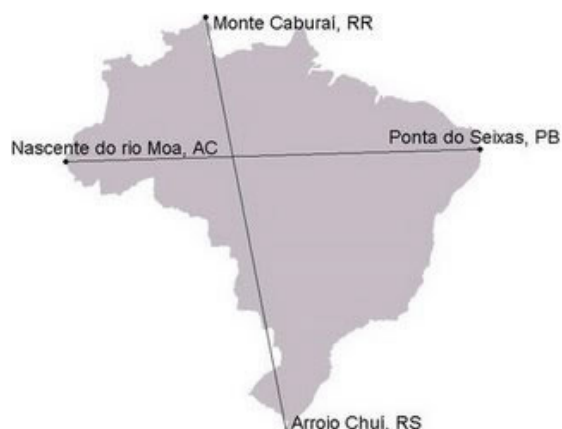 Monte Caburaí, RR
Nascente do rio Moa, AC
Ponta do Seixas, PB
Arroio Chuí, RS